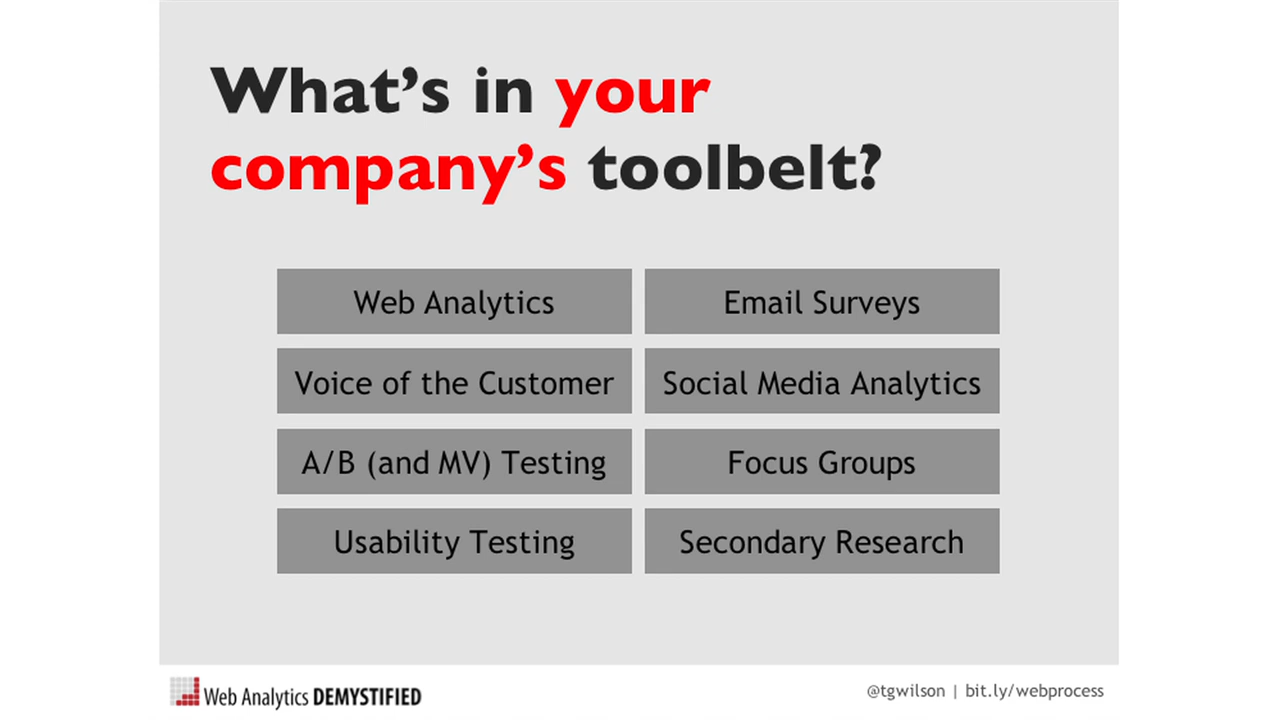 What’s in your
company’s toolbelt?
Web Analytics
Email Surveys
Voice of the Customer
Social Media Analytics
A/B (and MV) Testing
Focus Groups
Usability Testing
Secondary Research
Web Analytics DEMYSTIFIED
@tgwilson | bit.ly/webprocess